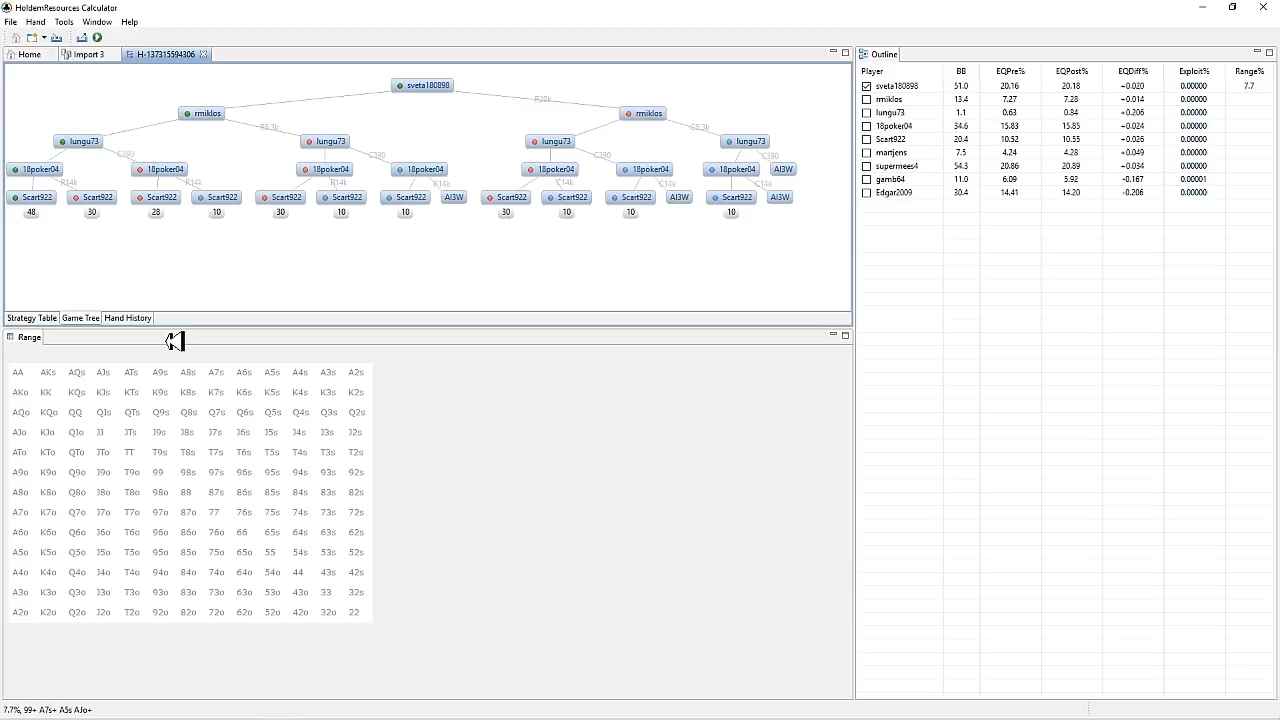 HoldemResources Calculator
File Hand Tools Window Help
Home Import 3 H-137315594306
sveta180898
R20k
rmiklos rmiklos
R5.3k C5.3k
lungu73 lungu73 lungu73 lungu73
C390 C390 C390 C390
18poker04 18poker04 18poker04 18poker04 18poker04 18poker04 18poker04 AI3W
R14k R14k R14k R14k C14k C14k C14k
Scart922 Scart922 Scart922 Scart922 Scart922 Scart922 Scart922 AI3W Scart922 Scart922 Scart922 AI3W Scart922 AI3W
48 30 28 10 30 10 10 30 10 10 10
Strategy Table Game Tree Hand History
Outline
Player BB EQPre% EQPost% EQDiff% Exploit% Range%
sveta180898 51.0 20.16 20.18 +0.020 0.00000 7.7
rmiklos 13.4 7.27 7.28 +0.014 0.00000
lungu73 1.1 0.63 0.84 +0.206 0.00000
18poker04 34.6 15.83 15.85 +0.024 0.00000
Scart922 20.4 10.52 10.55 +0.026 0.00000
martjens 7.5 4.24 4.28 +0.049 0.00000
supermees4 54.3 20.86 20.89 +0.034 0.00000
gamb64 11.0 6.09 5.92 -0.167 0.00001
Edgar2009 30.4 14.41 14.20 -0.206 0.00000
Range
AA AKs AQs AJs ATs A9s A8s A7s A6s A5s A4s A3s A2s
AKo KK KQs KJs KTs K9s K8s K7s K6s K5s K4s K3s K2s
AQo KQo QQ QJs QTs Q9s Q8s Q7s Q6s Q5s Q4s Q3s Q2s
AJo KJo QJo JJ JTs J9s J8s J7s J6s J5s J4s J3s J2s
ATo KTo QTo JTo TT T9s T8s T7s T6s T5s T4s T3s T2s
A9o K9o Q9o J9o T9o 99 98s 97s 96s 95s 94s 93s 92s
A8o K8o Q8o J8o T8o 98o 88 87s 86s 85s 84s 83s 82s
A7o K7o Q7o J7o T7o 97o 87o 77 76s 75s 74s 73s 72s
A6o K6o Q6o J6o T6o 96o 86o 76o 66 65s 64s 63s 62s
A5o K5o Q5o J5o T5o 95o 85o 75o 65o 55 54s 53s 52s
A4o K4o Q4o J4o T4o 94o 84o 74o 64o 54o 44 43s 42s
A3o K3o Q3o J3o T3o 93o 83o 73o 63o 53o 43o 33 32s
A2o K2o Q2o J2o T2o 92o 82o 72o 62o 52o 42o 32o 22
7.7%, 99+ A7s+ A5s AJo+